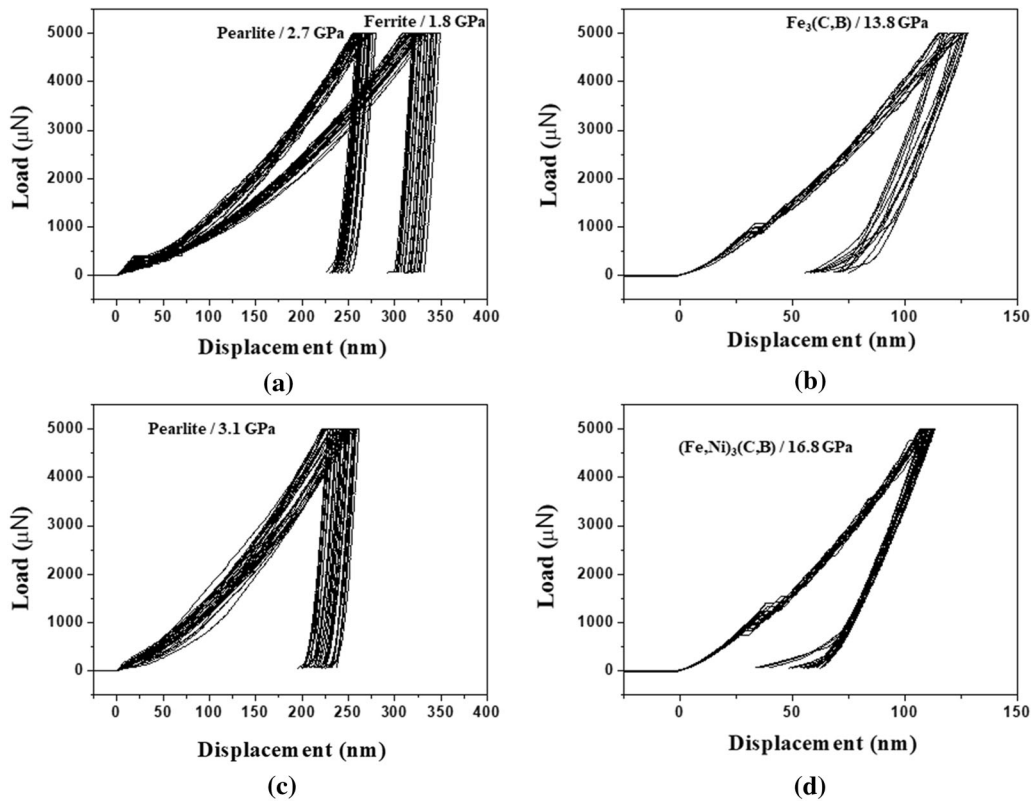 Ferrite / 1.8 GPa
Pearlite / 2.7 GPa
5000
4000
3000
2000
1000
0
Load (μN)
0 50 100 150 200 250 300 350 400
Displacement (nm)
(a)
Fe₃(C,B) / 13.8 GPa
5000
4000
3000
2000
1000
0
Load (μN)
0 50 100 150
Displacement (nm)
(b)
Pearlite / 3.1 GPa
5000
4000
3000
2000
1000
0
Load (μN)
0 50 100 150 200 250 300 350 400
Displacement (nm)
(c)
(Fe,Ni)₃(C,B) / 16.8 GPa
5000
4000
3000
2000
1000
0
Load (μN)
0 50 100 150
Displacement (nm)
(d)